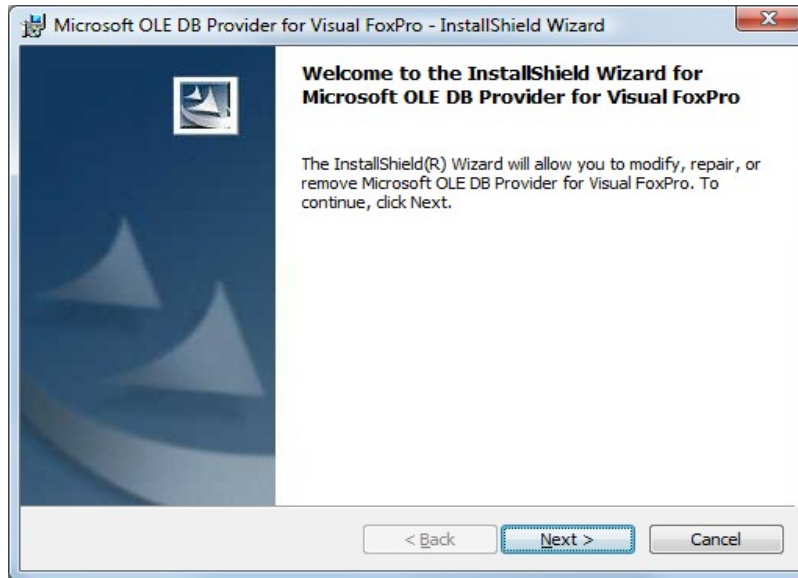 Microsoft OLE DB Provider for Visual FoxPro - InstallShield Wizard
Welcome to the InstallShield Wizard for
Microsoft OLE DB Provider for Visual FoxPro
The InstallShield(R) Wizard will allow you to modify, repair, or
remove Microsoft OLE DB Provider for Visual FoxPro. To
continue, click Next.
< Back Next > Cancel